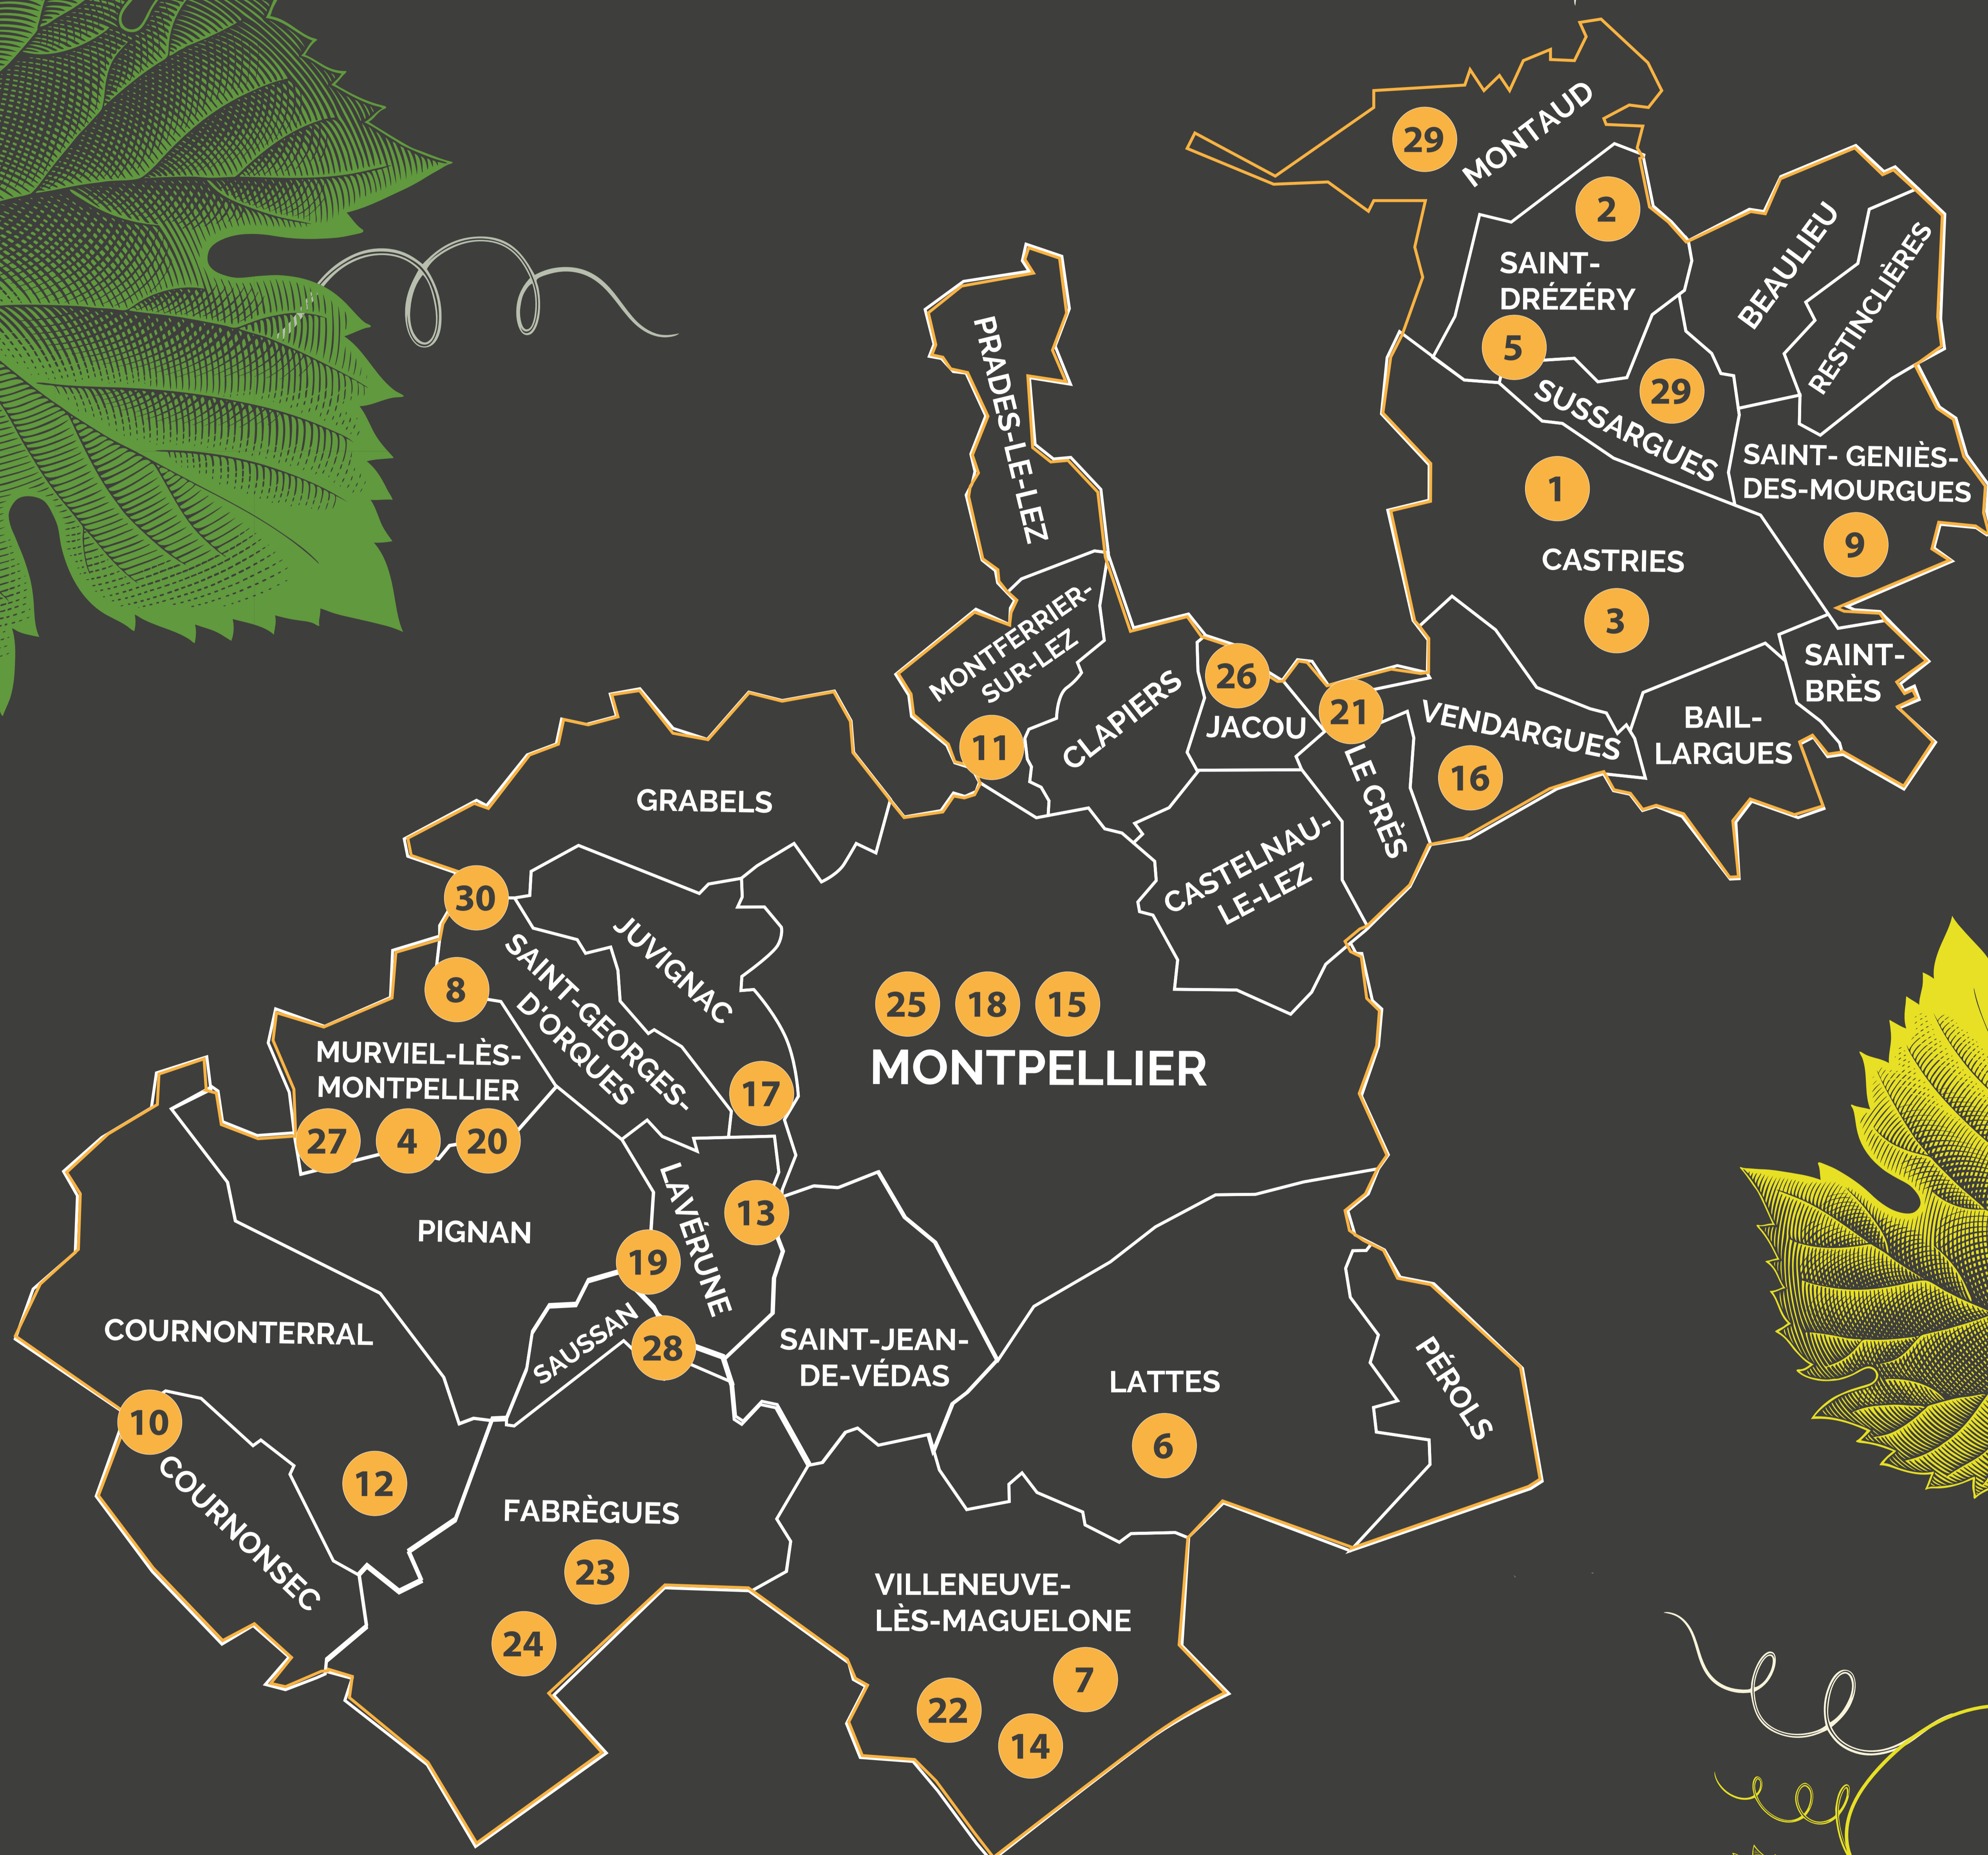 29
MONTAUD
2
SAINT-
DRÉZÉRY
5
BEAULIEU
RESTINCLIÈRES
29
SUSSARGUES
SAINT- GENIÈS-
DES-MOURGUES
9
1
CASTRIES
3
PRADES-LE-LEZ
MONTFERRIER-
SUR-LEZ
11
CLAPIERS
26
JACOU
21
LE CRÈS
VENDARGUES
16
BAIL-
LARGUES
SAINT-
BRÈS
GRABELS
CASTELNAU-
LE-LEZ
30
JUVIGNAC
SAINT-GEORGES-
D'ORQUES
8
MURVIEL-LÈS-
MONTPELLIER
27
4
20
25
18
15
MONTPELLIER
17
LAVÉRUNE
13
PIGNAN
19
SAUSSAN
28
COURNONTERRAL
SAINT-JEAN-
DE-VÉDAS
LATTES
6
PÉROLS
10
12
COURNONSEC
FABRÈGUES
23
24
VILLENEUVE-
LÈS-MAGUELONE
7
22
14